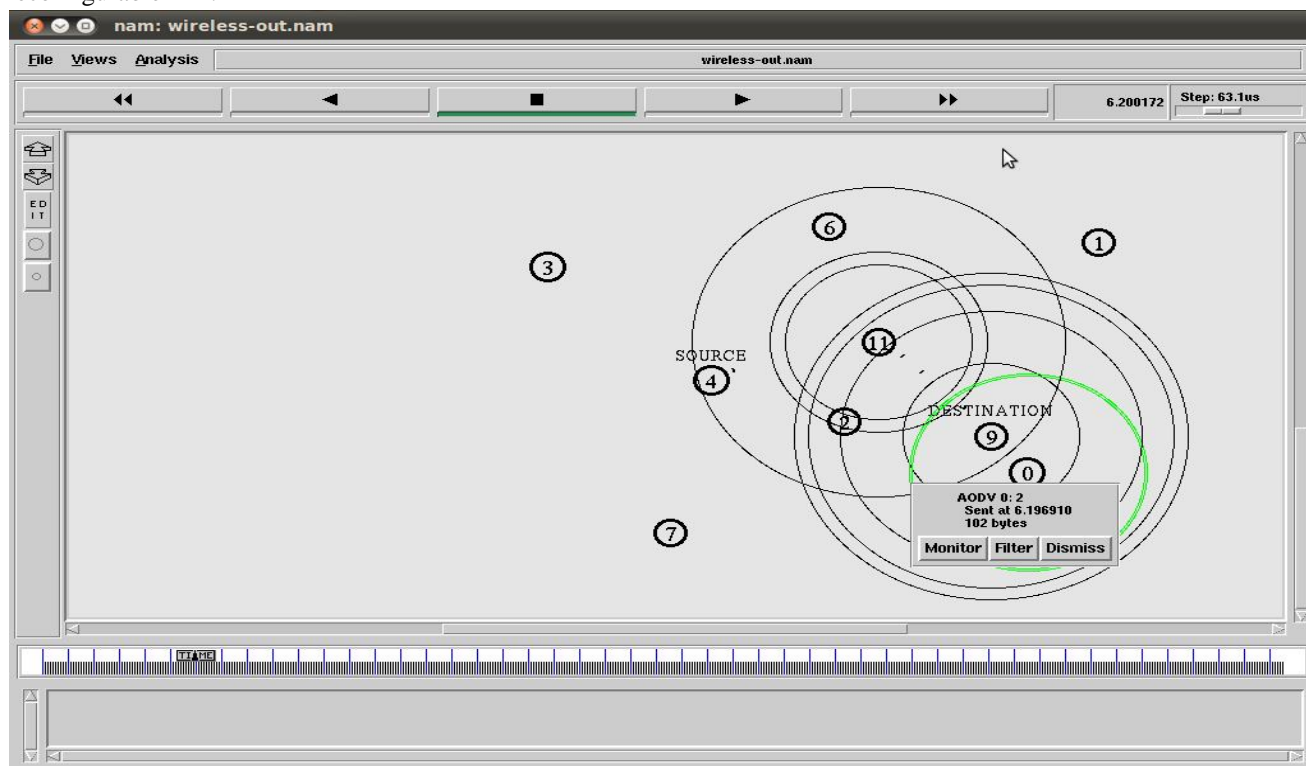 nam: wireless-out.nam
File Views Analysis wireless-out.nam
6.200172 Step: 63.1us
ED
IT
6
1
3
11
SOURCE
4
DESTINATION
2
9
0
AODV 0: 2
Sent at 6.196910
102 bytes
Monitor Filter Dismiss
7
TIME